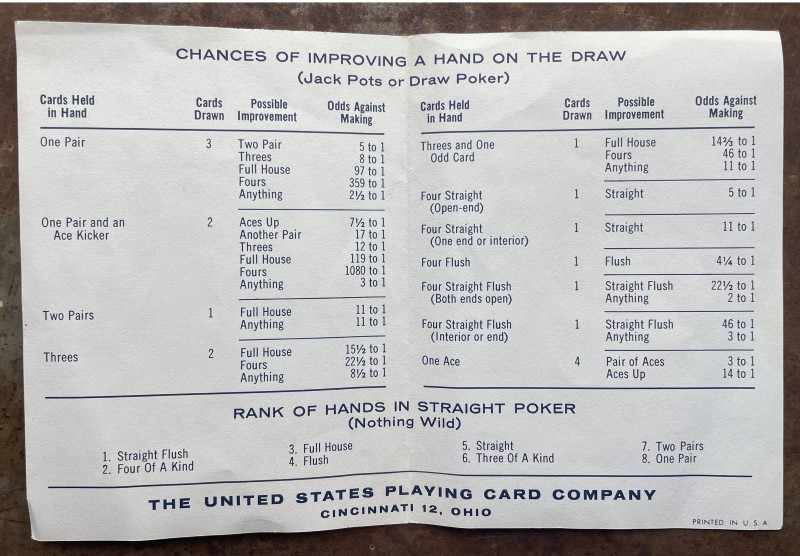 CHANCES OF IMPROVING A HAND ON THE DRAW
(Jack Pots or Draw Poker)
Cards Held in Hand Cards Drawn Possible Improvement Odds Against Making
One Pair 3 Two Pair 5 to 1
Threes 8 to 1
Full House 97 to 1
Fours 359 to 1
Anything 2½ to 1
One Pair and an Ace Kicker 2 Aces Up 7½ to 1
Another Pair 17 to 1
Threes 12 to 1
Full House 119 to 1
Fours 1080 to 1
Anything 3 to 1
Two Pairs 1 Full House 11 to 1
Anything 11 to 1
Threes 2 Full House 15½ to 1
Fours 22½ to 1
Anything 8½ to 1
Cards Held in Hand Cards Drawn Possible Improvement Odds Against Making
Threes and One Odd Card 1 Full House 14⅔ to 1
Fours 46 to 1
Anything 11 to 1
Four Straight (Open-end) 1 Straight 5 to 1
Four Straight (One end or interior) 1 Straight 11 to 1
Four Flush 1 Flush 4¼ to 1
Four Straight Flush (Both ends open) 1 Straight Flush 22½ to 1
Anything 2 to 1
Four Straight Flush (Interior or end) 1 Straight Flush 46 to 1
Anything 3 to 1
One Ace 4 Pair of Aces 3 to 1
Aces Up 14 to 1
RANK OF HANDS IN STRAIGHT POKER
(Nothing Wild)
1. Straight Flush
2. Four Of A Kind
3. Full House
4. Flush
5. Straight
6. Three Of A Kind
7. Two Pairs
8. One Pair
THE UNITED STATES PLAYING CARD COMPANY
CINCINNATI 12, OHIO
PRINTED IN U. S. A